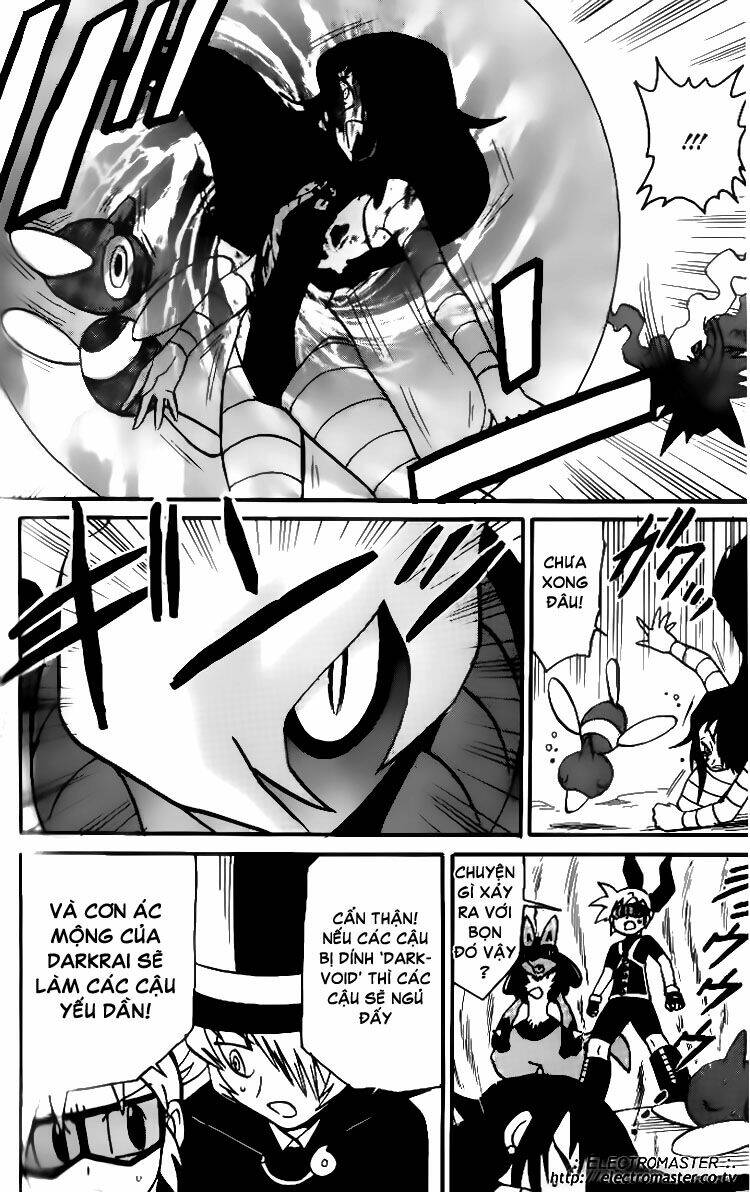 !!!
CHƯA
XONG
ĐÂU!
CHUYỆN
GÌ XẢY
RA VỚI
BỌN
ĐÓ VẬY
?
CẨN THẬN!
NẾU CÁC CẬU
BỊ DÍNH 'DARK-
VOID' THÌ CÁC
CẬU SẼ NGỦ
ĐẤY
VÀ CƠN ÁC
MỘNG CỦA
DARKRAI SẼ
LÀM CÁC CẬU
YẾU DẦN!
.: ELECTROMASTER :.
http://electromaster.co.tv